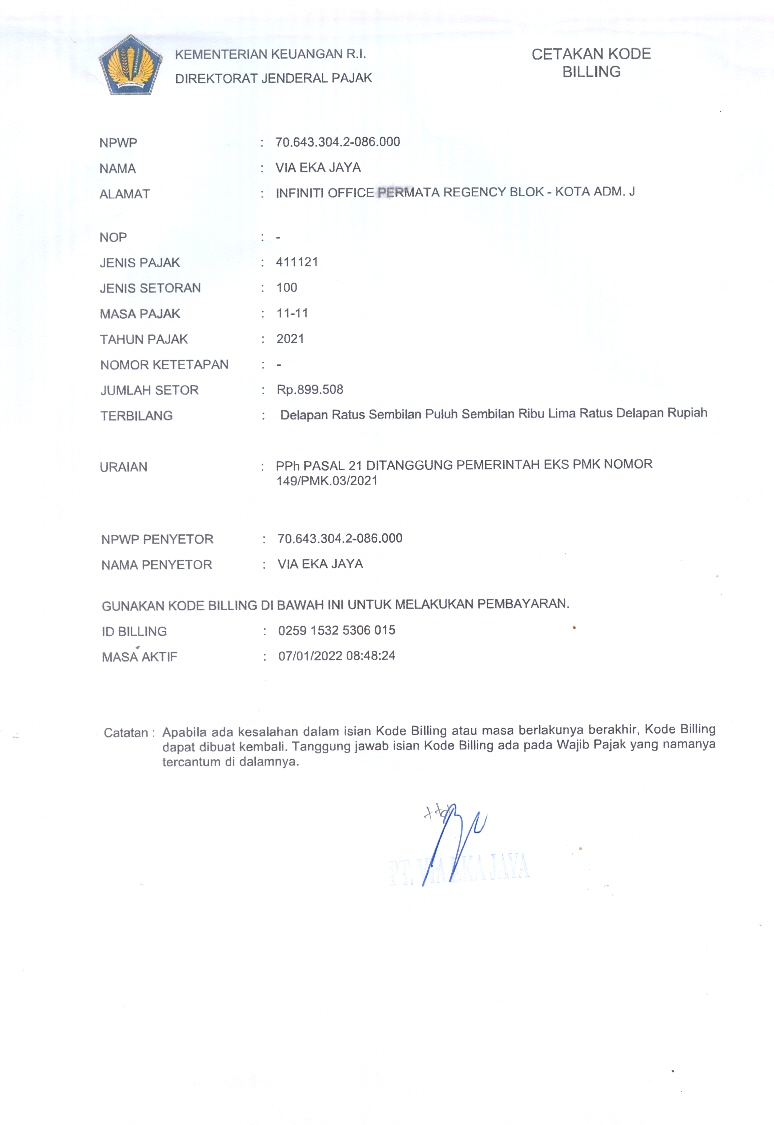 KEMENTERIAN KEUANGAN R.I.
DIREKTORAT JENDERAL PAJAK
CETAKAN KODE
BILLING
NPWP : 70.643.304.2-086.000
NAMA : VIA EKA JAYA
ALAMAT : INFINITI OFFICE PERMATA REGENCY BLOK - KOTA ADM. J
NOP : -
JENIS PAJAK : 411121
JENIS SETORAN : 100
MASA PAJAK : 11-11
TAHUN PAJAK : 2021
NOMOR KETETAPAN : -
JUMLAH SETOR : Rp.899.508
TERBILANG : Delapan Ratus Sembilan Puluh Sembilan Ribu Lima Ratus Delapan Rupiah
URAIAN : PPh PASAL 21 DITANGGUNG PEMERINTAH EKS PMK NOMOR
149/PMK.03/2021
NPWP PENYETOR : 70.643.304.2-086.000
NAMA PENYETOR : VIA EKA JAYA
GUNAKAN KODE BILLING DI BAWAH INI UNTUK MELAKUKAN PEMBAYARAN.
ID BILLING : 0259 1532 5306 015
MASA AKTIF : 07/01/2022 08:48:24
Catatan : Apabila ada kesalahan dalam isian Kode Billing atau masa berlakunya berakhir, Kode Billing
dapat dibuat kembali. Tanggung jawab isian Kode Billing ada pada Wajib Pajak yang namanya
tercantum di dalamnya.
PT. VIA EKA JAYA